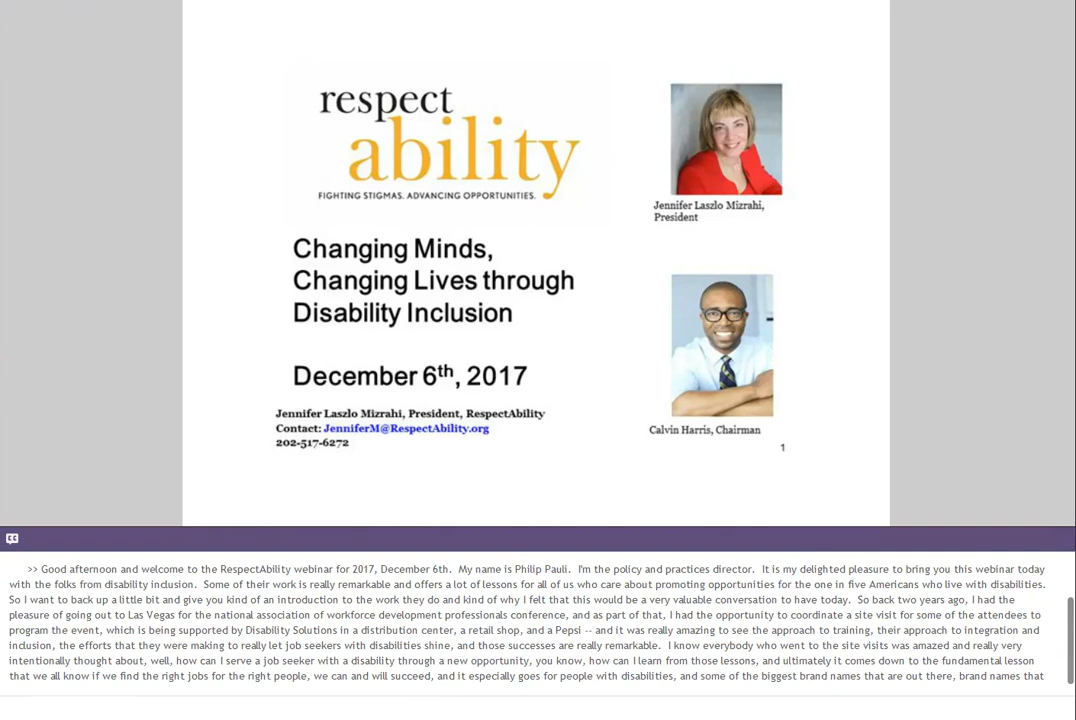 respect
ability
FIGHTING STIGMAS. ADVANCING OPPORTUNITIES.
Jennifer Laszlo Mizrahi,
President
Changing Minds,
Changing Lives through
Disability Inclusion
December 6th, 2017
Jennifer Laszlo Mizrahi, President, RespectAbility
Contact: JenniferM@RespectAbility.org
202-517-6272
Calvin Harris, Chairman
1
>> Good afternoon and welcome to the RespectAbility webinar for 2017, December 6th. My name is Philip Pauli. I'm the policy and practices director. It is my delighted pleasure to bring you this webinar today
with the folks from disability inclusion. Some of their work is really remarkable and offers a lot of lessons for all of us who care about promoting opportunities for the one in five Americans who live with disabilities.
So I want to back up a little bit and give you kind of an introduction to the work they do and kind of why I felt that this would be a very valuable conversation to have today. So back two years ago, I had the
pleasure of going out to Las Vegas for the national association of workforce development professionals conference, and as part of that, I had the opportunity to coordinate a site visit for some of the attendees to
program the event, which is being supported by Disability Solutions in a distribution center, a retail shop, and a Pepsi -- and it was really amazing to see the approach to training, their approach to integration and
inclusion, the efforts that they were making to really let job seekers with disabilities shine, and those successes are really remarkable. I know everybody who went to the site visits was amazed and really very
intentionally thought about, well, how can I serve a job seeker with a disability through a new opportunity, you know, how can I learn from those lessons, and ultimately it comes down to the fundamental lesson
that we all know if we find the right jobs for the right people, we can and will succeed, and it especially goes for people with disabilities, and some of the biggest brand names that are out there, brand names that